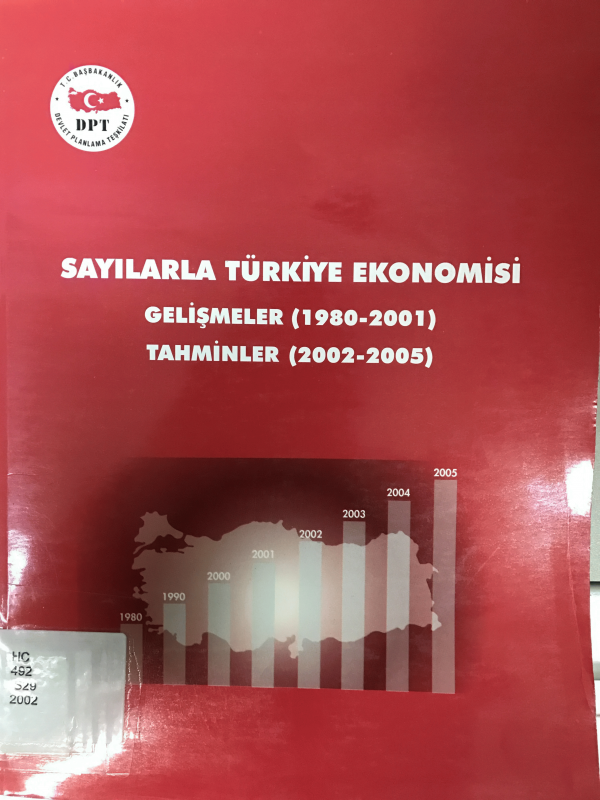 T.C. BAŞBAKANLIK
DPT
DEVLET PLANLAMA TEŞKİLATI
SAYILARLA TÜRKİYE EKONOMİSİ
GELİŞMELER (1980-2001)
TAHMİNLER (2002-2005)
2005
2004
2003
2002
2001
2000
1990
1980
HC
492
S29
2002